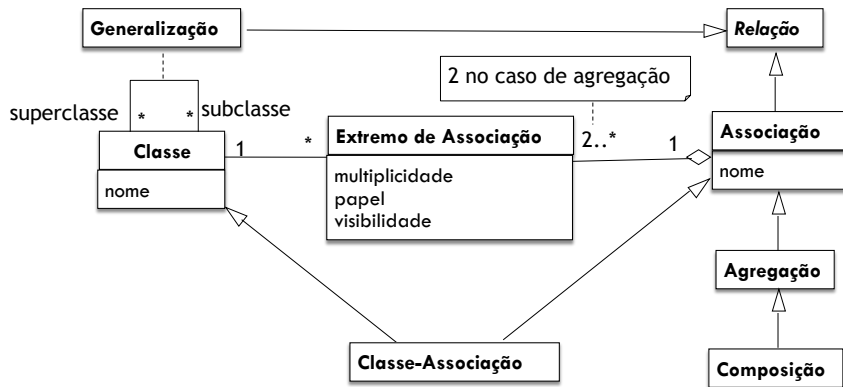 Generalização
Relação
2 no caso de agregação
superclasse * * subclasse
Classe
1
*
Extremo de Associação
2..*
1
Associação
nome
multiplicidade
papel
visibilidade
nome
Agregação
Classe-Associação
Composição